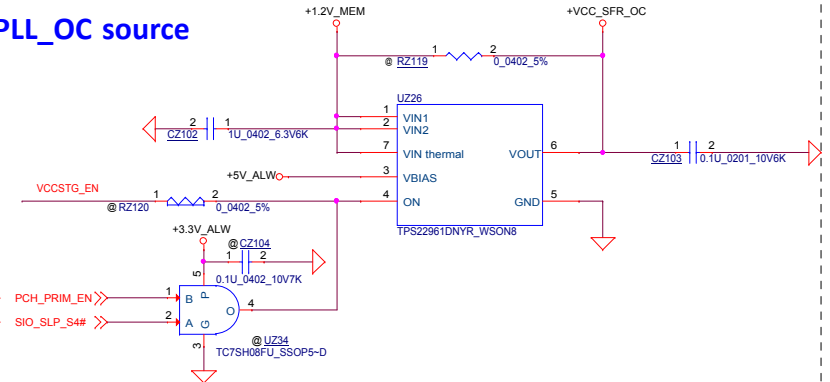 PLL_OC source
+1.2V_MEM
+VCC_SFR_OC
@ RZ119
1
2
0_0402_5%
UZ26
1
VIN1
2
VIN2
7
VIN thermal
VOUT
6
3
VBIAS
4
ON
GND
5
TPS22961DNYR_WSON8
2
1
CZ102
1U_0402_6.3V6K
1
2
CZ103
0.1U_0201_10V6K
+5V_ALW
VCCSTG_EN
1
2
@ RZ120
0_0402_5%
+3.3V_ALW
@ CZ104
1
2
0.1U_0402_10V7K
5
P
PCH_PRIM_EN
1
B
O
4
SIO_SLP_S4#
2
A
G
3
@ UZ34
TC7SH08FU_SSOP5~D